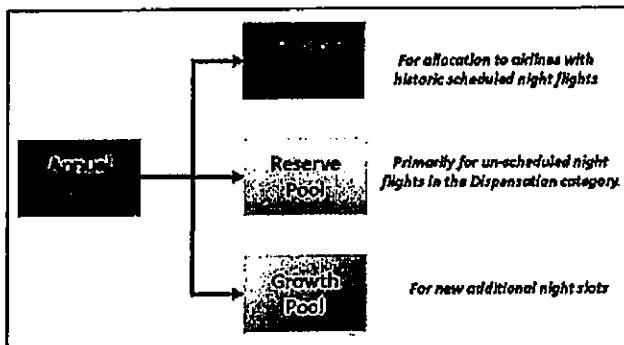 For allocation to airlines with
historic scheduled night flights
Annual
Reserve
Pool
Primarily for un-scheduled night
flights in the Dispensation category.
Growth
Pool
For new additional night slots